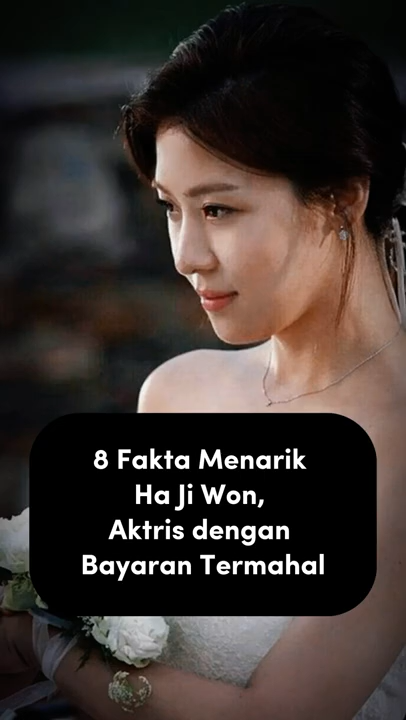 8 Fakta Menarik
Ha Ji Won,
Aktris dengan
Bayaran Termahal